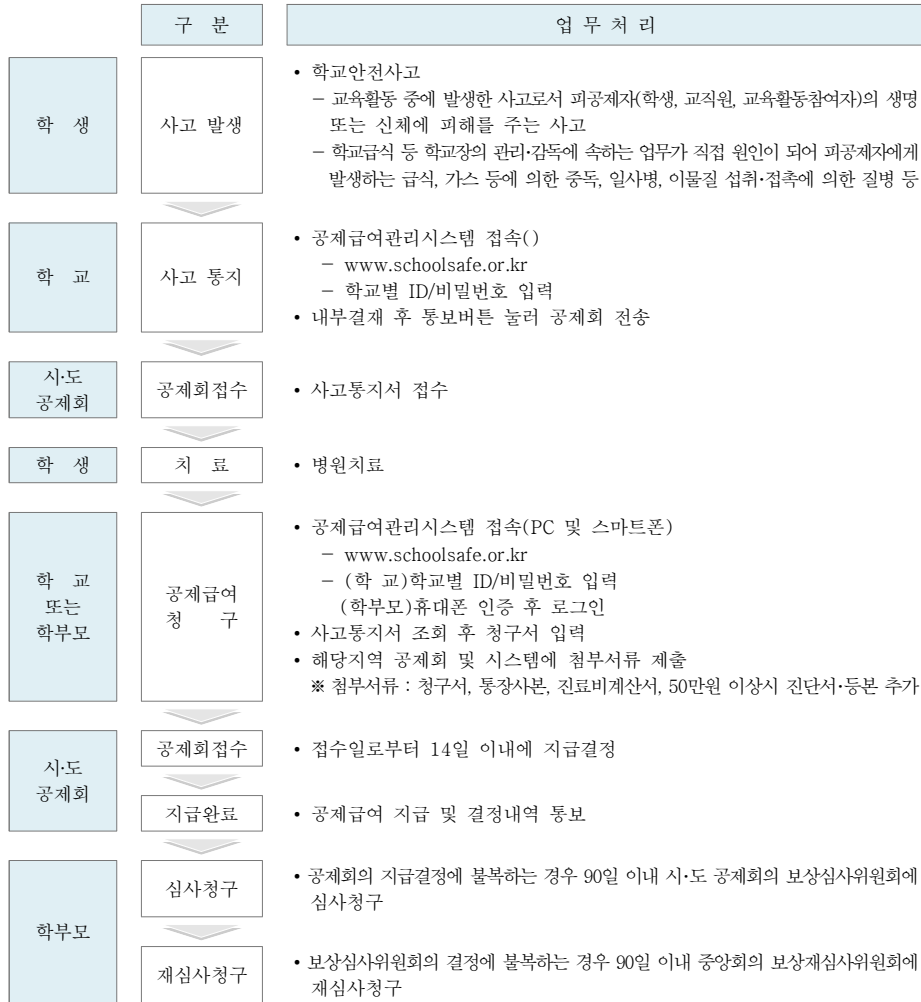 구 분
업 무 처 리
학 생
사고 발생
• 학교안전사고
− 교육활동 중에 발생한 사고로서 피공제자(학생, 교직원, 교육활동참여자)의 생명
또는 신체에 피해를 주는 사고
− 학교급식 등 학교장의 관리·감독에 속하는 업무가 직접 원인이 되어 피공제자에게
발생하는 급식, 가스 등에 의한 중독, 일사병, 이물질 섭취·접촉에 의한 질병 등
학 교
사고 통지
• 공제급여관리시스템 접속()
− www.schoolsafe.or.kr
− 학교별 ID/비밀번호 입력
• 내부결재 후 통보버튼 눌러 공제회 전송
시·도
공제회
공제회접수
• 사고통지서 접수
학 생
치 료
• 병원치료
학 교
또는
학부모
공제급여
청 구
• 공제급여관리시스템 접속(PC 및 스마트폰)
− www.schoolsafe.or.kr
− (학 교)학교별 ID/비밀번호 입력
(학부모)휴대폰 인증 후 로그인
• 사고통지서 조회 후 청구서 입력
• 해당지역 공제회 및 시스템에 첨부서류 제출
※ 첨부서류 : 청구서, 통장사본, 진료비계산서, 50만원 이상시 진단서·등본 추가
시·도
공제회
공제회접수
• 접수일로부터 14일 이내에 지급결정
지급완료
• 공제급여 지급 및 결정내역 통보
학부모
심사청구
• 공제회의 지급결정에 불복하는 경우 90일 이내 시·도 공제회의 보상심사위원회에
심사청구
재심사청구
• 보상심사위원회의 결정에 불복하는 경우 90일 이내 중앙회의 보상재심사위원회에
재심사청구